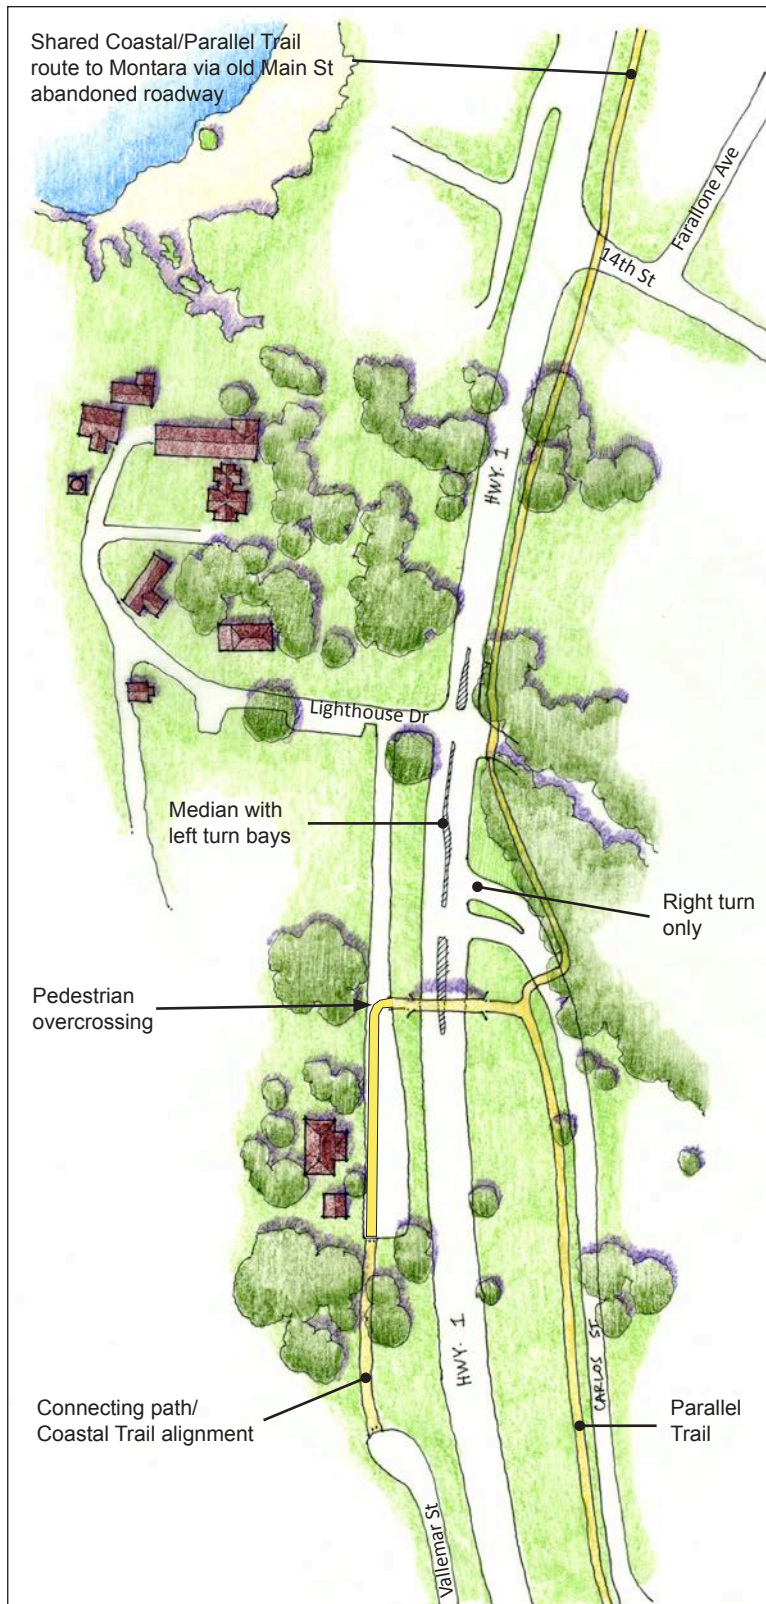 Shared Coastal/Parallel Trail
route to Montara via old Main St
abandoned roadway
Farallone Ave
14th St
HWY. 1
Lighthouse Dr
Median with
left turn bays
Right turn
only
Pedestrian
overcrossing
HWY. 1
CARLOS ST
Connecting path/
Coastal Trail alignment
Parallel
Trail
Vallemar St